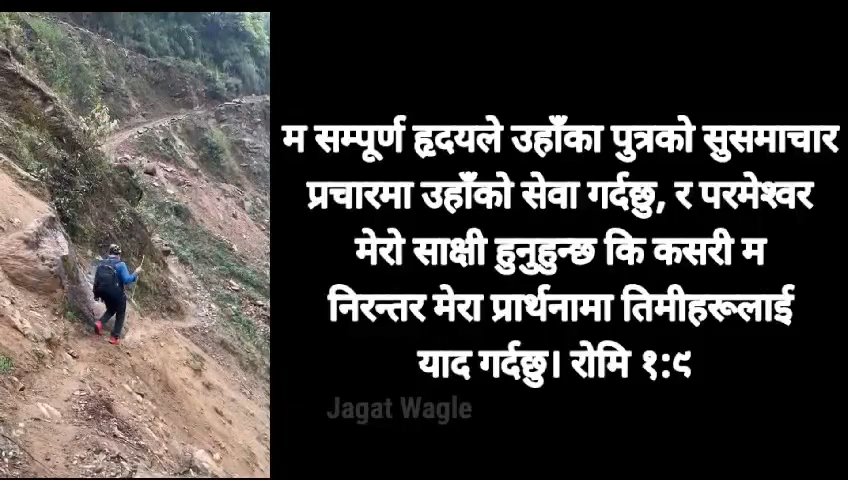 म सम्पूर्ण हृदयले उहाँका पुत्रको सुसमाचार
प्रचारमा उहाँको सेवा गर्दछु, र परमेश्वर
मेरो साक्षी हुनुहुन्छ कि कसरी म
निरन्तर मेरा प्रार्थनामा तिमीहरूलाई
याद गर्दछु। रोमि १:९
Jagat Wagle